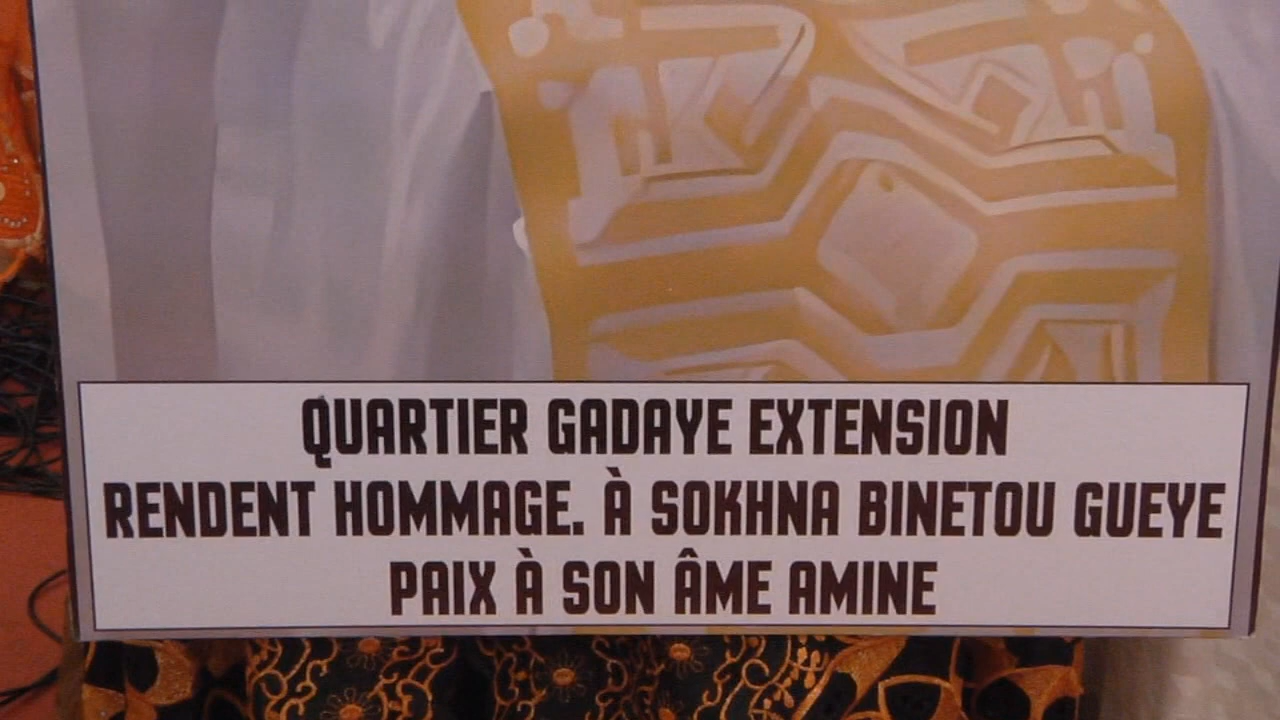 QUARTIER GADAYE EXTENSION
RENDENT HOMMAGE. À SOKHNA BINETOU GUEYE
PAIX À SON ÂME AMINE